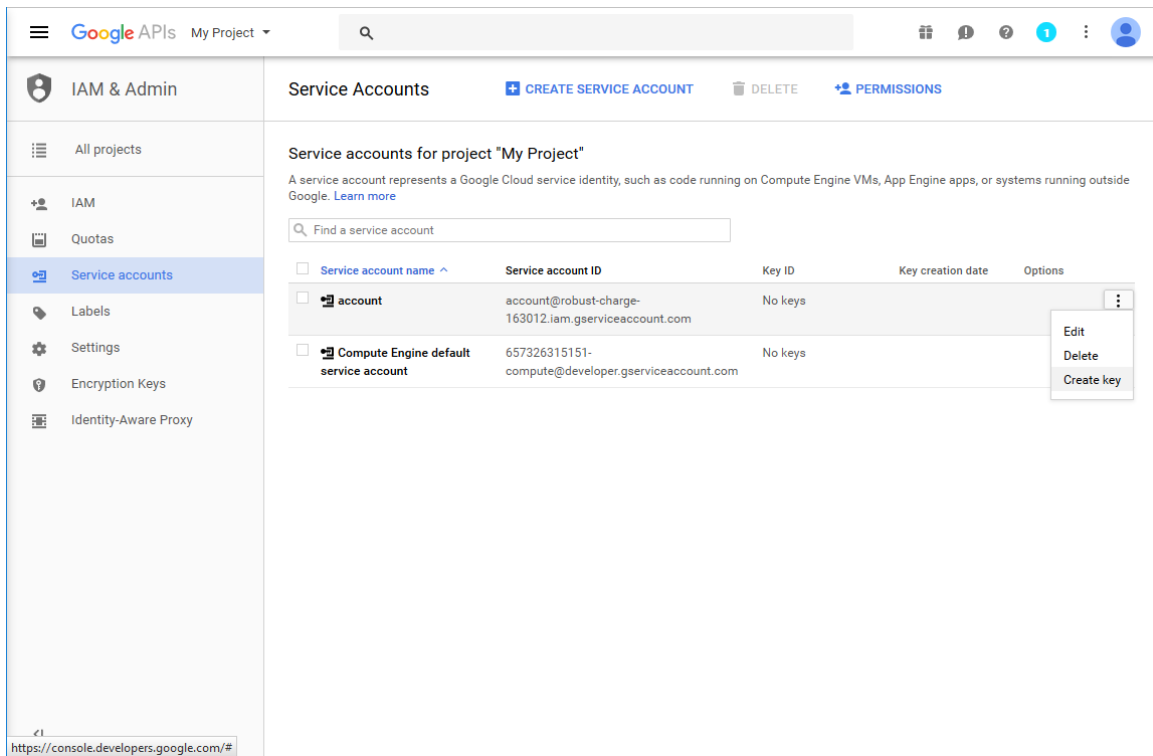 Google APIs My Project
1
IAM & Admin
Service Accounts CREATE SERVICE ACCOUNT DELETE PERMISSIONS
All projects
IAM
Quotas
Service accounts
Labels
Settings
Encryption Keys
Identity-Aware Proxy
Service accounts for project "My Project"
A service account represents a Google Cloud service identity, such as code running on Compute Engine VMs, App Engine apps, or systems running outside
Google. Learn more
Find a service account
Service account name Service account ID Key ID Key creation date Options
account account@robust-charge- No keys
163012.iam.gserviceaccount.com
Compute Engine default 657326315151- No keys
service account compute@developer.gserviceaccount.com
Edit
Delete
Create key
https://console.developers.google.com/#